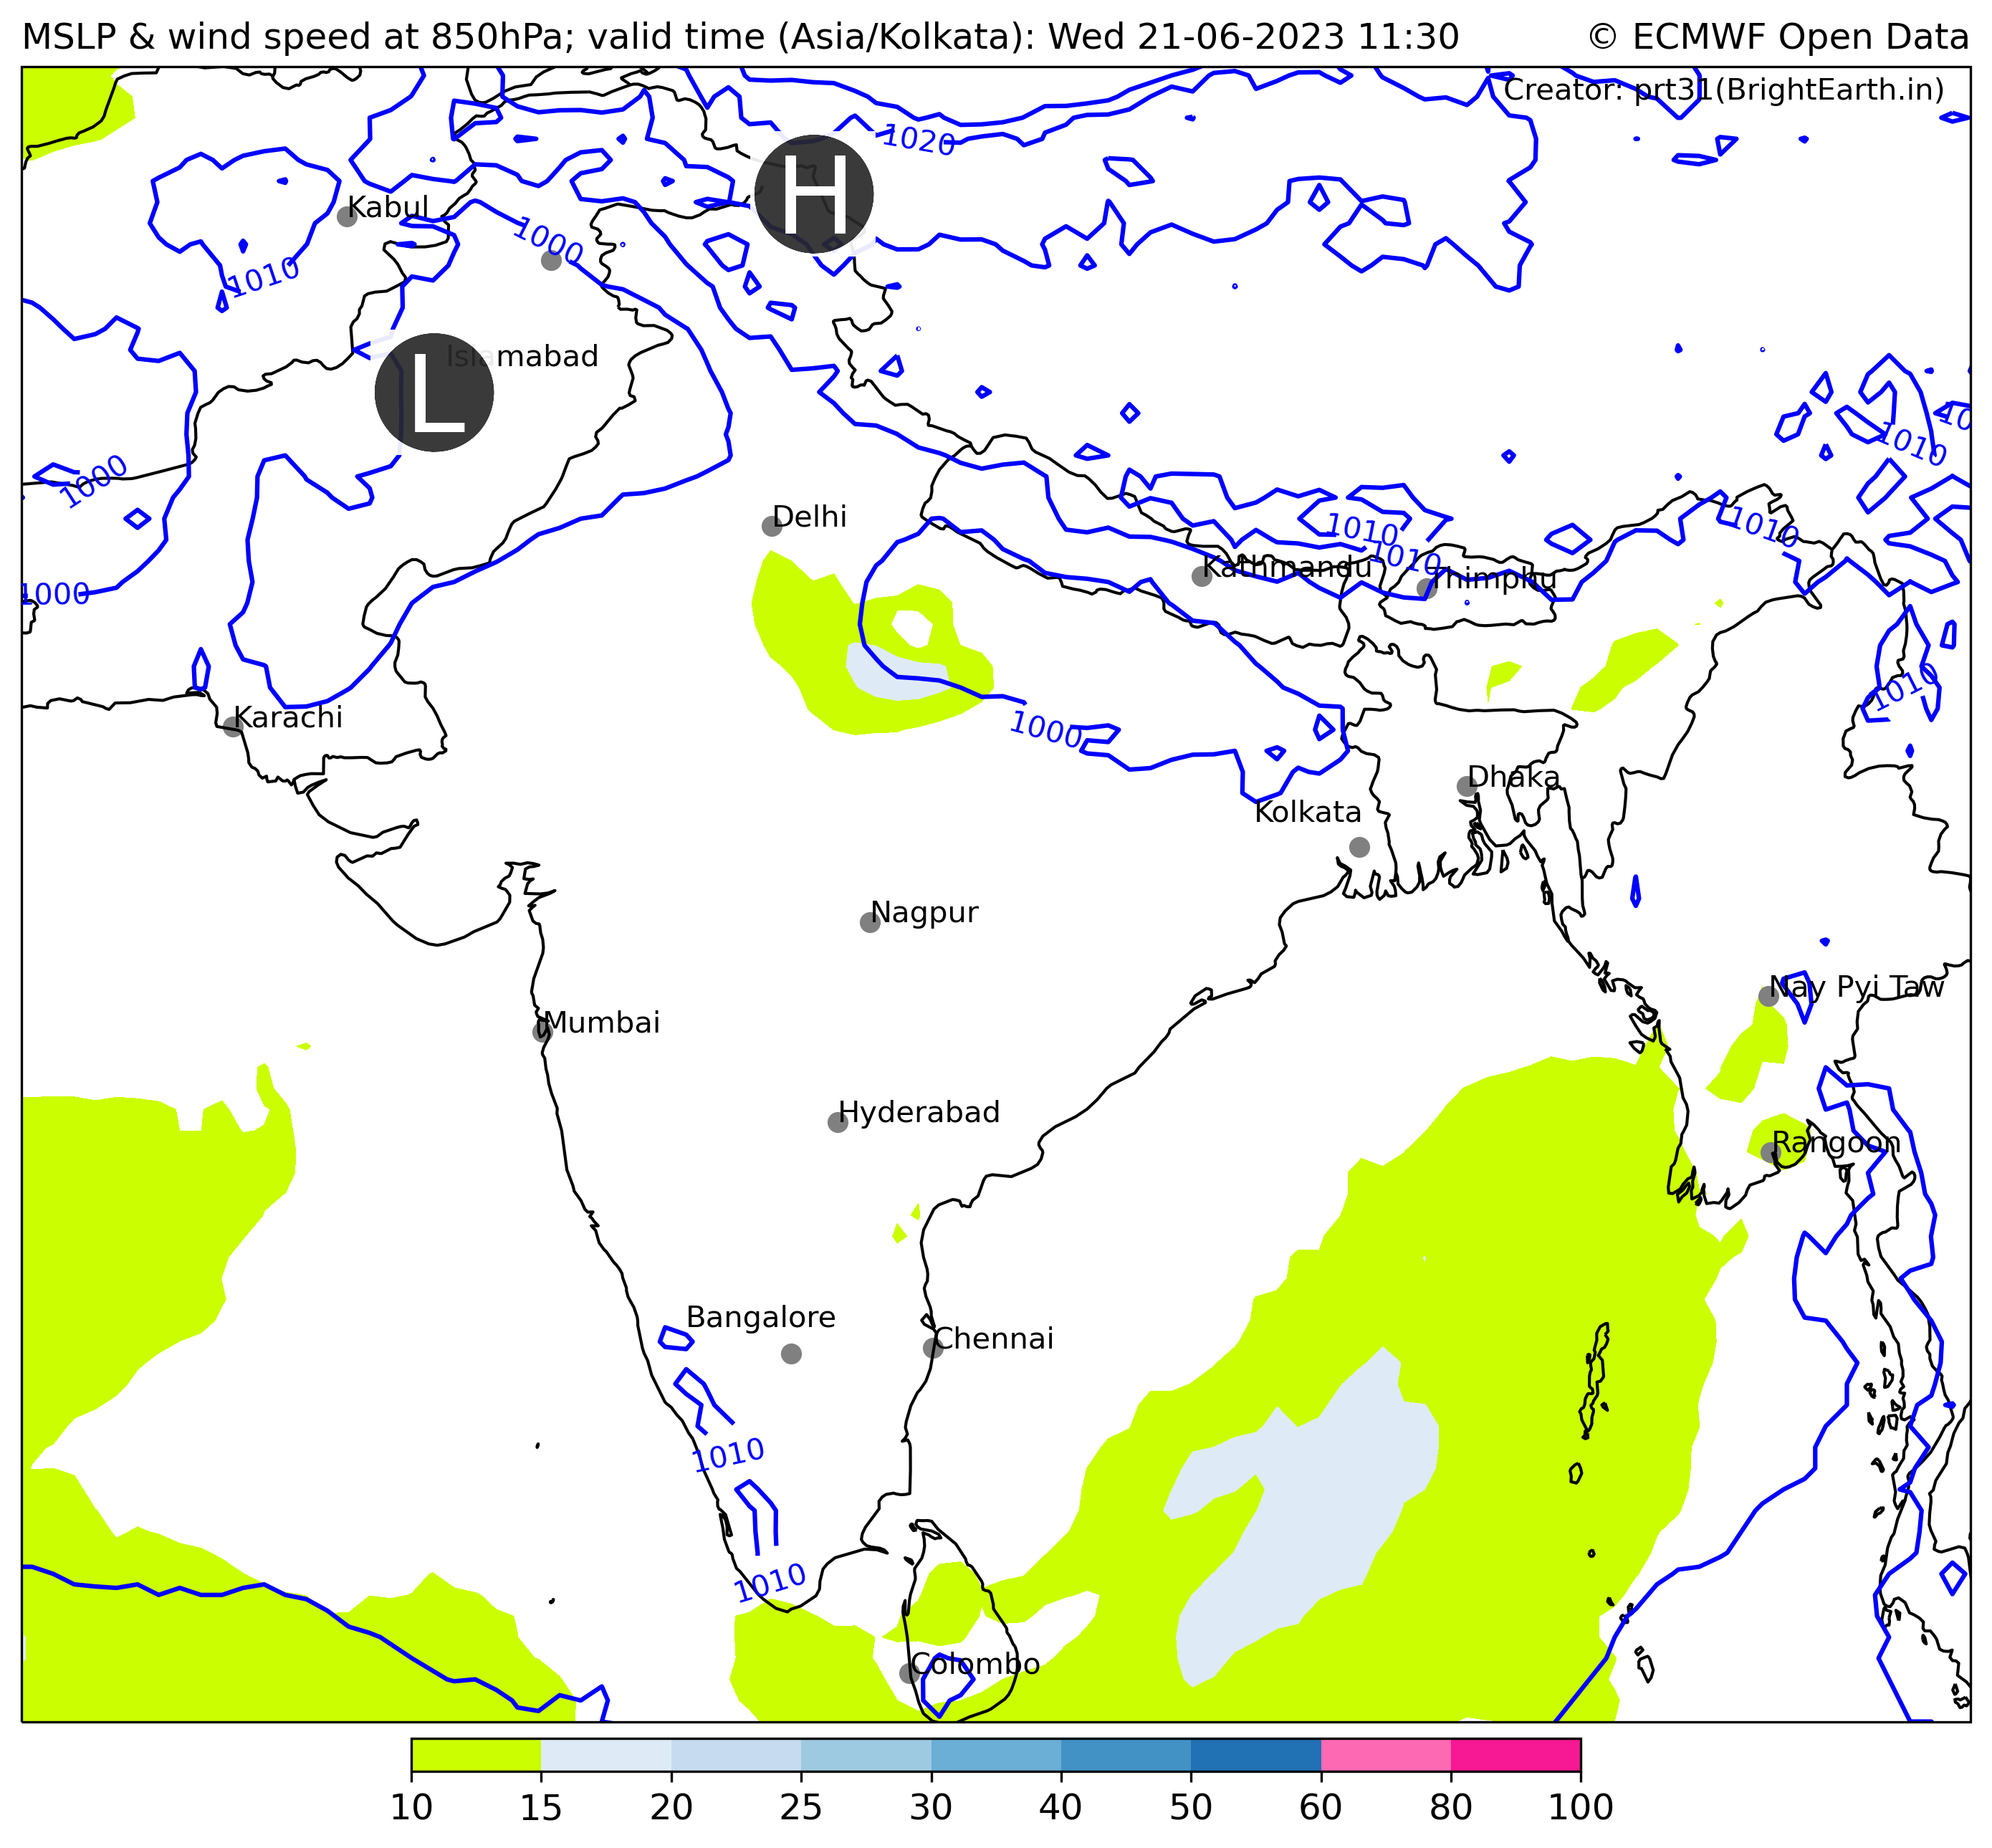 MSLP & wind speed at 850hPa; valid time (Asia/Kolkata): Wed 21-06-2023 11:30
© ECMWF Open Data
Creator: prt31(BrightEarth.in)
1020
H
Kabul
1000
1010
Islamabad
L
10
1010
1000
Delhi
1010
1010
1010
Kathmandu
Thimphu
1000
1010
Karachi
1000
Dhaka
Kolkata
Nagpur
Nay Pyi Taw
Mumbai
Hyderabad
Rangoon
Bangalore
Chennai
1010
1010
Colombo
10 15 20 25 30 40 50 60 80 100